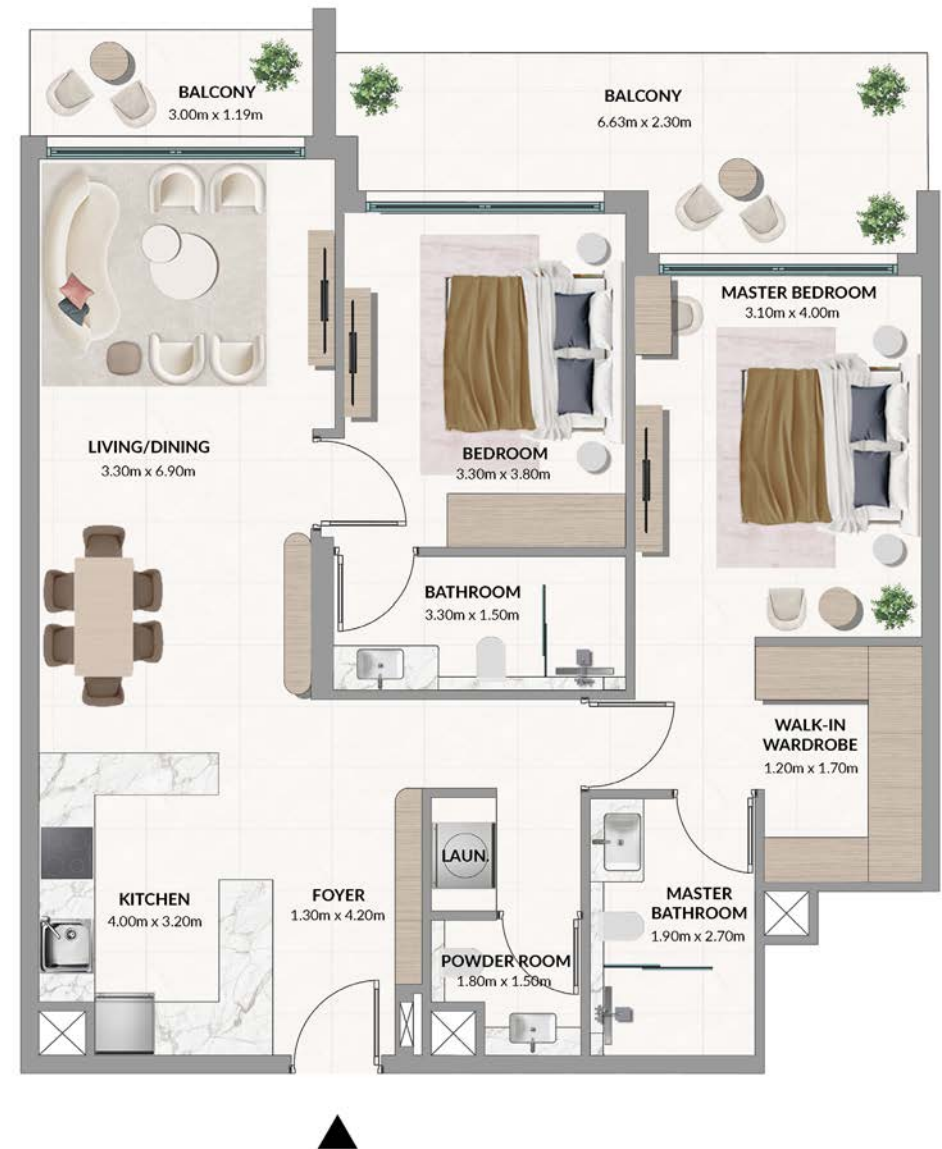 BALCONY
3.00m x 1.19m
BALCONY
6.63m x 2.30m
MASTER BEDROOM
3.10m x 4.00m
LIVING/DINING
3.30m x 6.90m
BEDROOM
3.30m x 3.80m
BATHROOM
3.30m x 1.50m
WALK-IN
WARDROBE
1.20m x 1.70m
LAUN.
KITCHEN
4.00m x 3.20m
FOYER
1.30m x 4.20m
MASTER
BATHROOM
1.90m x 2.70m
POWDER ROOM
1.80m x 1.50m